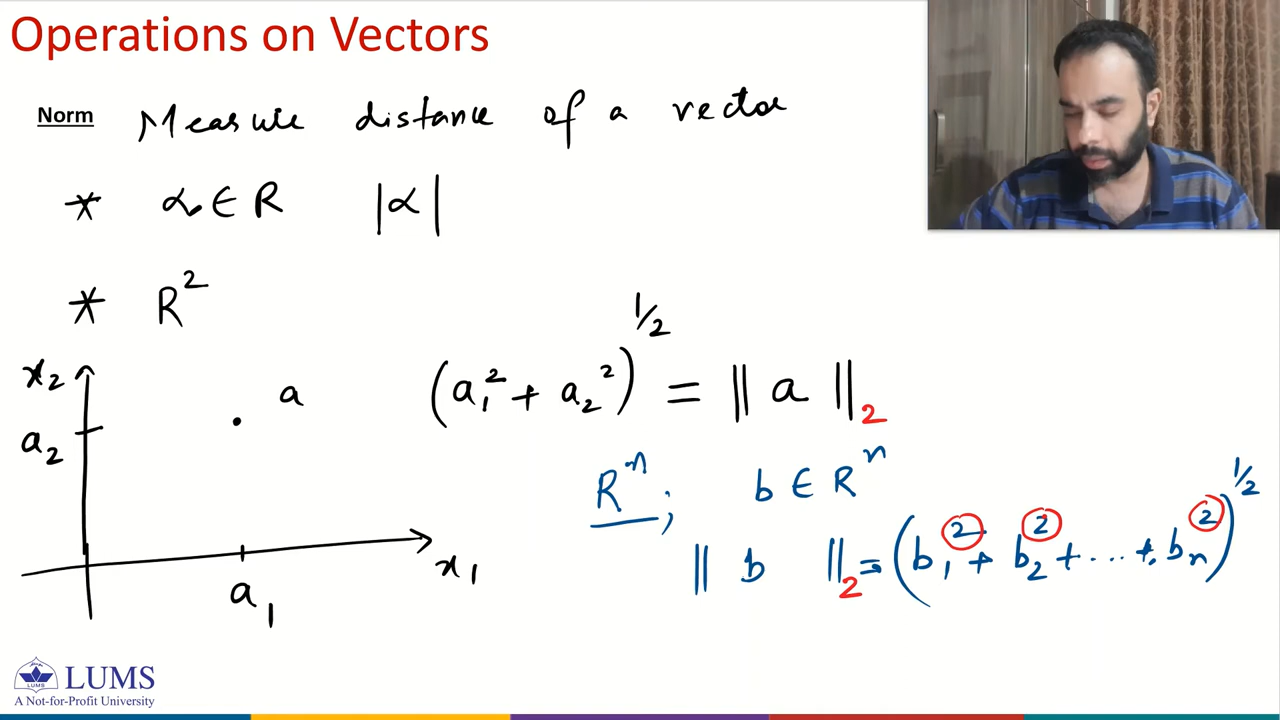 Operations on Vectors
Norm Measure distance of a vector
* α ∈ R |α|
* R²
(a₁² + a₂²)^1/2 = ‖ a ‖₂
x₂
a
a₂
Rⁿ; b ∈ Rⁿ
‖ b ‖₂ = (b₁² + b₂² + ... + bₙ²)^1/2
x₁
a₁
LUMS
LUMS
A Not-for-Profit University